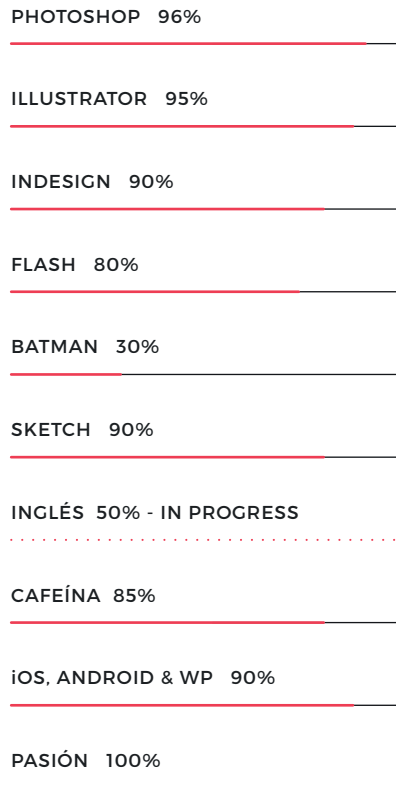 PHOTOSHOP 96%
ILLUSTRATOR 95%
INDESIGN 90%
FLASH 80%
BATMAN 30%
SKETCH 90%
INGLÉS 50% - IN PROGRESS
CAFEÍNA 85%
iOS, ANDROID & WP 90%
PASIÓN 100%